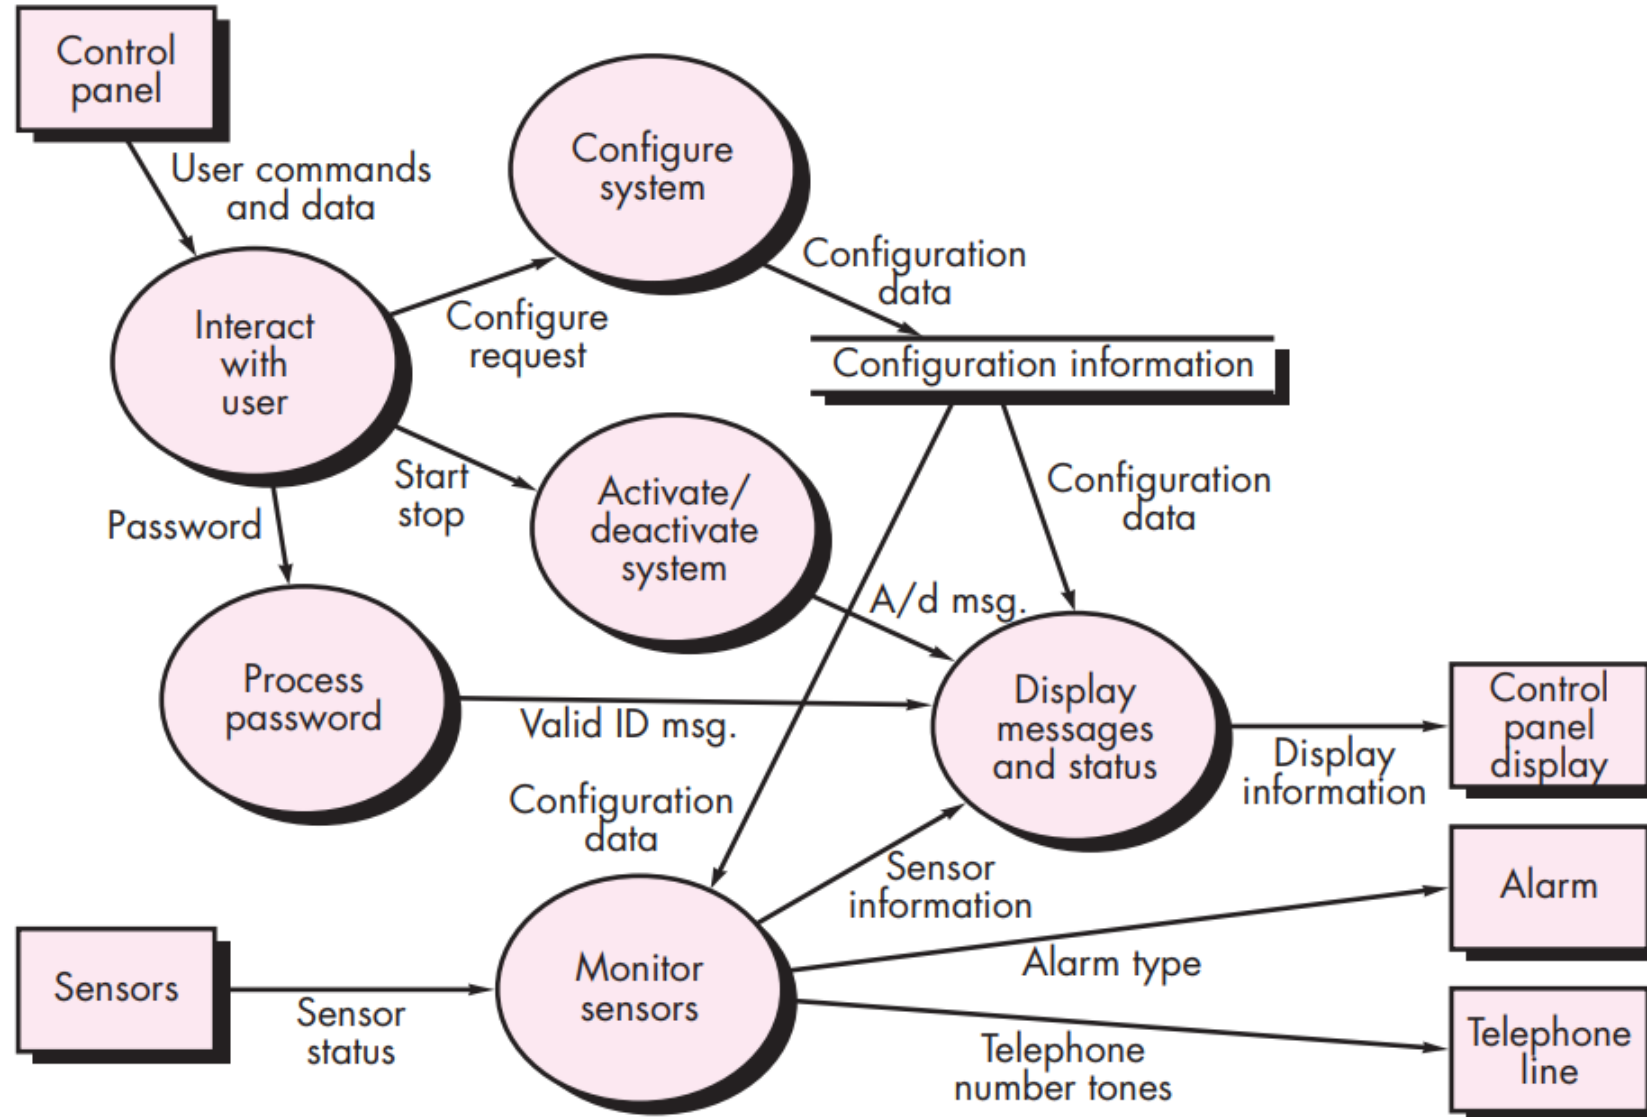 Control
panel
User commands
and data
Configure
system
Configuration
data
Interact
with
user
Configure
request
Configuration information
Start
stop
Activate/
deactivate
system
Configuration
data
Password
A/d msg.
Process
password
Valid ID msg.
Display
messages
and status
Control
panel
display
Display
information
Configuration
data
Sensor
information
Alarm
Sensors
Sensor
status
Monitor
sensors
Alarm type
Telephone
number tones
Telephone
line